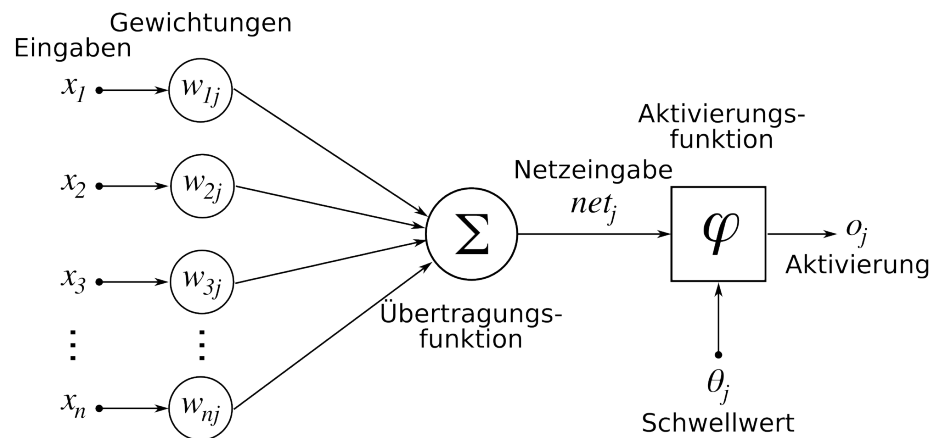 Gewichtungen
Eingaben
x1
w1j
x2
w2j
x3
w3j
xn
wnj
Σ
Übertragungs-
funktion
Netzeingabe
netj
Aktivierungs-
funktion
φ
oj
Aktivierung
θj
Schwellwert